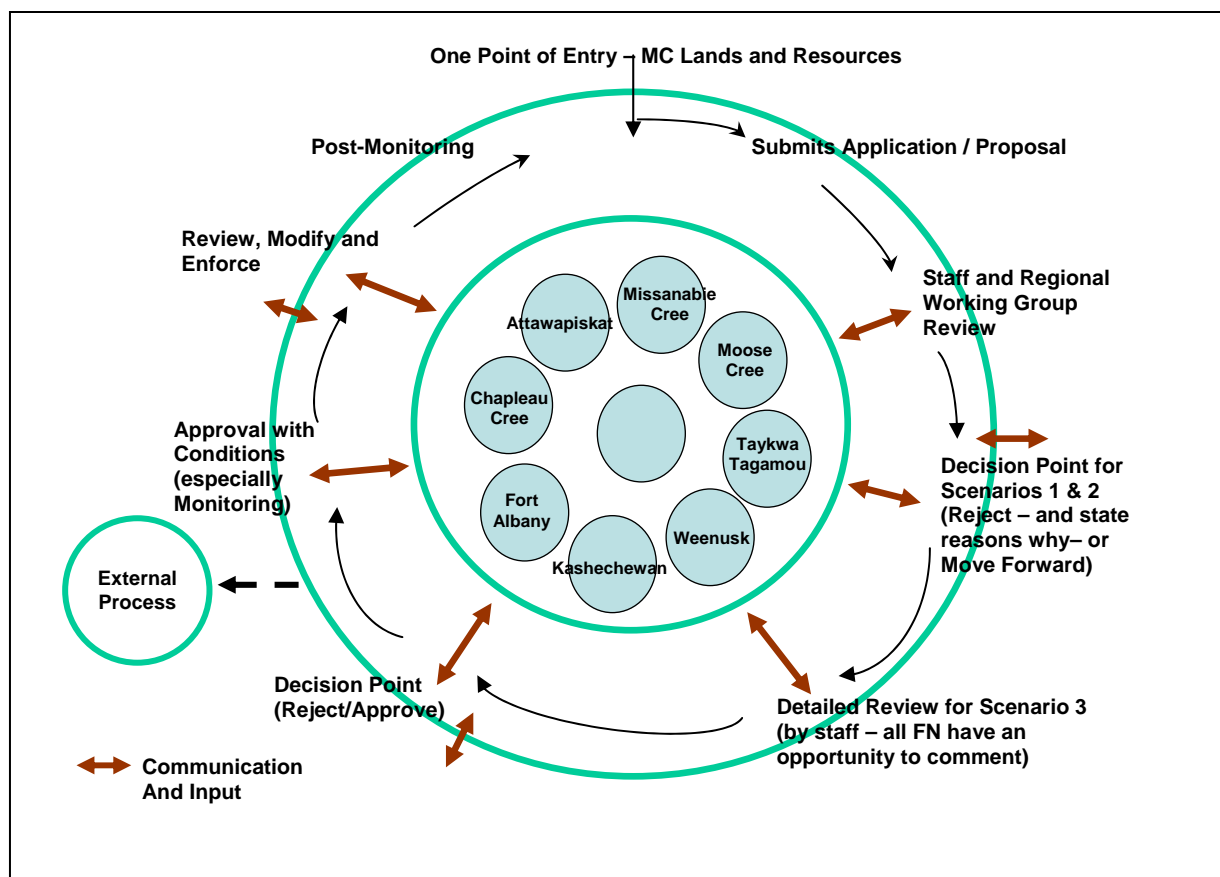 One Point of Entry – MC Lands and Resources
Post-Monitoring
Submits Application / Proposal
Review, Modify and
Enforce
Staff and Regional
Working Group
Review
Missanabie
Cree
Attawapiskat
Moose
Cree
Chapleau
Cree
Taykwa
Tagamou
Fort
Albany
Weenusk
Kashechewan
Approval with
Conditions
(especially
Monitoring)
Decision Point for
Scenarios 1 & 2
(Reject – and state
reasons why– or
Move Forward)
External
Process
Decision Point
(Reject/Approve)
Detailed Review for Scenario 3
(by staff – all FN have an
opportunity to comment)
Communication
And Input